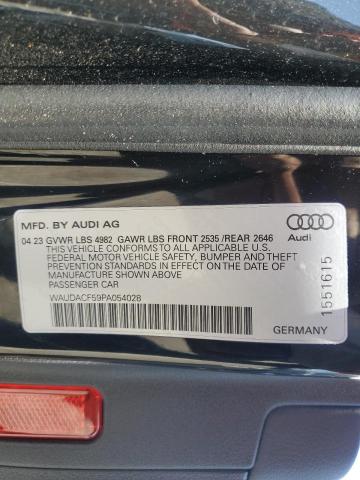 MFD. BY AUDI AG
04 23 GVWR LBS 4982 GAWR LBS FRONT 2535 /REAR 2646
THIS VEHICLE CONFORMS TO ALL APPLICABLE U.S.
FEDERAL MOTOR VEHICLE SAFETY, BUMPER AND THEFT
PREVENTION STANDARDS IN EFFECT ON THE DATE OF
MANUFACTURE SHOWN ABOVE
PASSENGER CAR
WAUDACF59PA054028
Audi
1551615
GERMANY